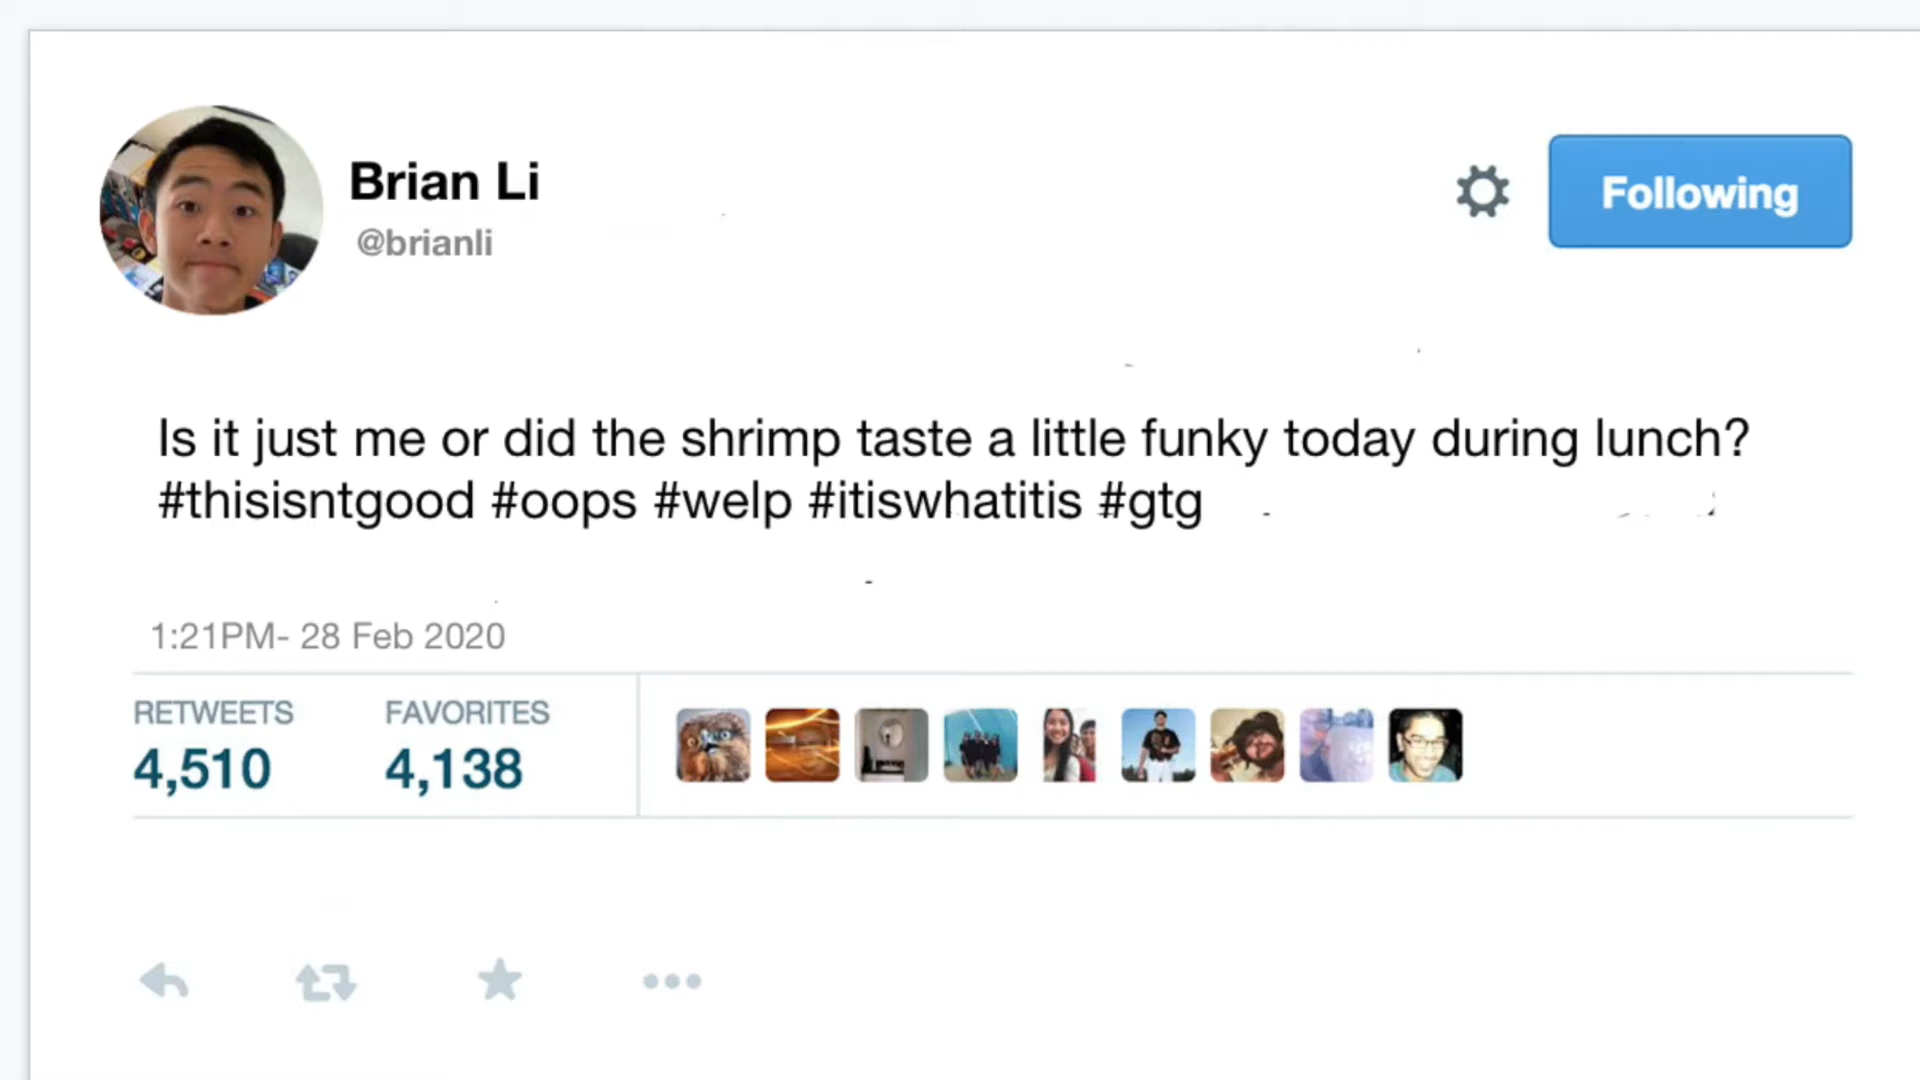 Brian Li
@brianli
Following
Is it just me or did the shrimp taste a little funky today during lunch?
#thisisntgood #oops #welp #itiswhatitis #gtg
1:21PM- 28 Feb 2020
RETWEETS FAVORITES
4,510 4,138